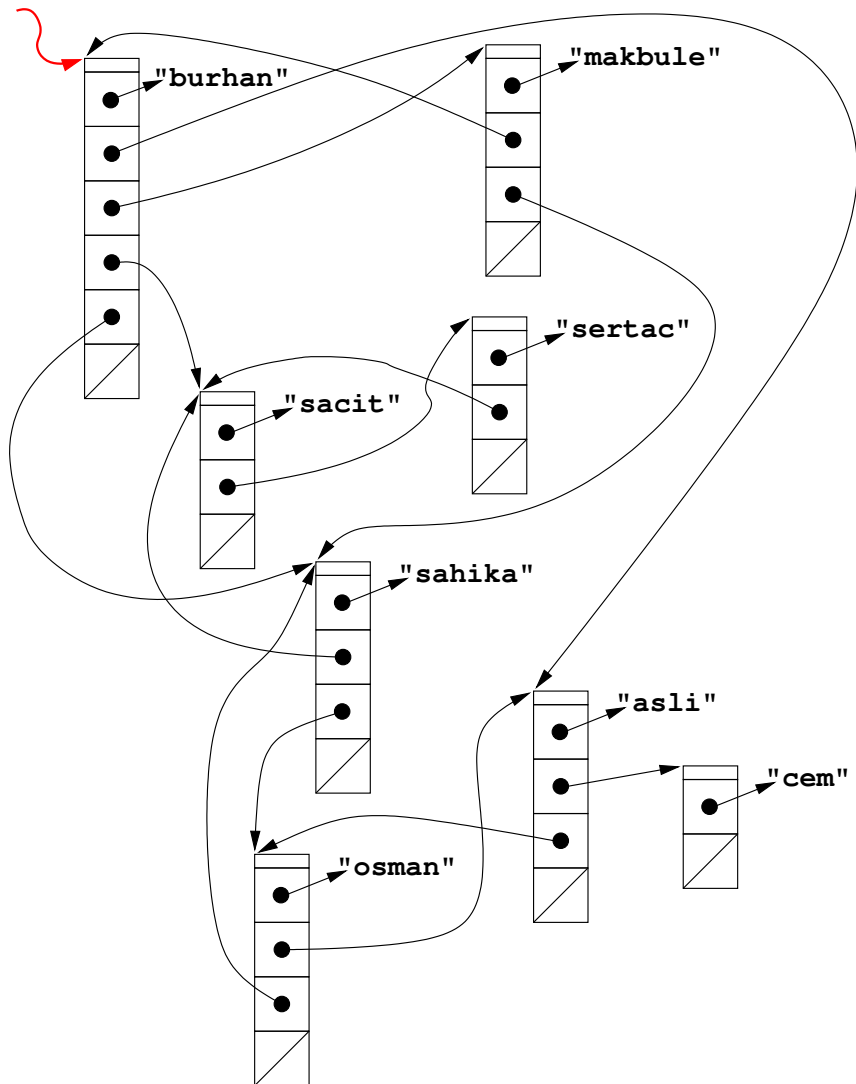 "burhan"
"makbule"
"sertac"
"sacit"
"sahika"
"asli"
"cem"
"osman"